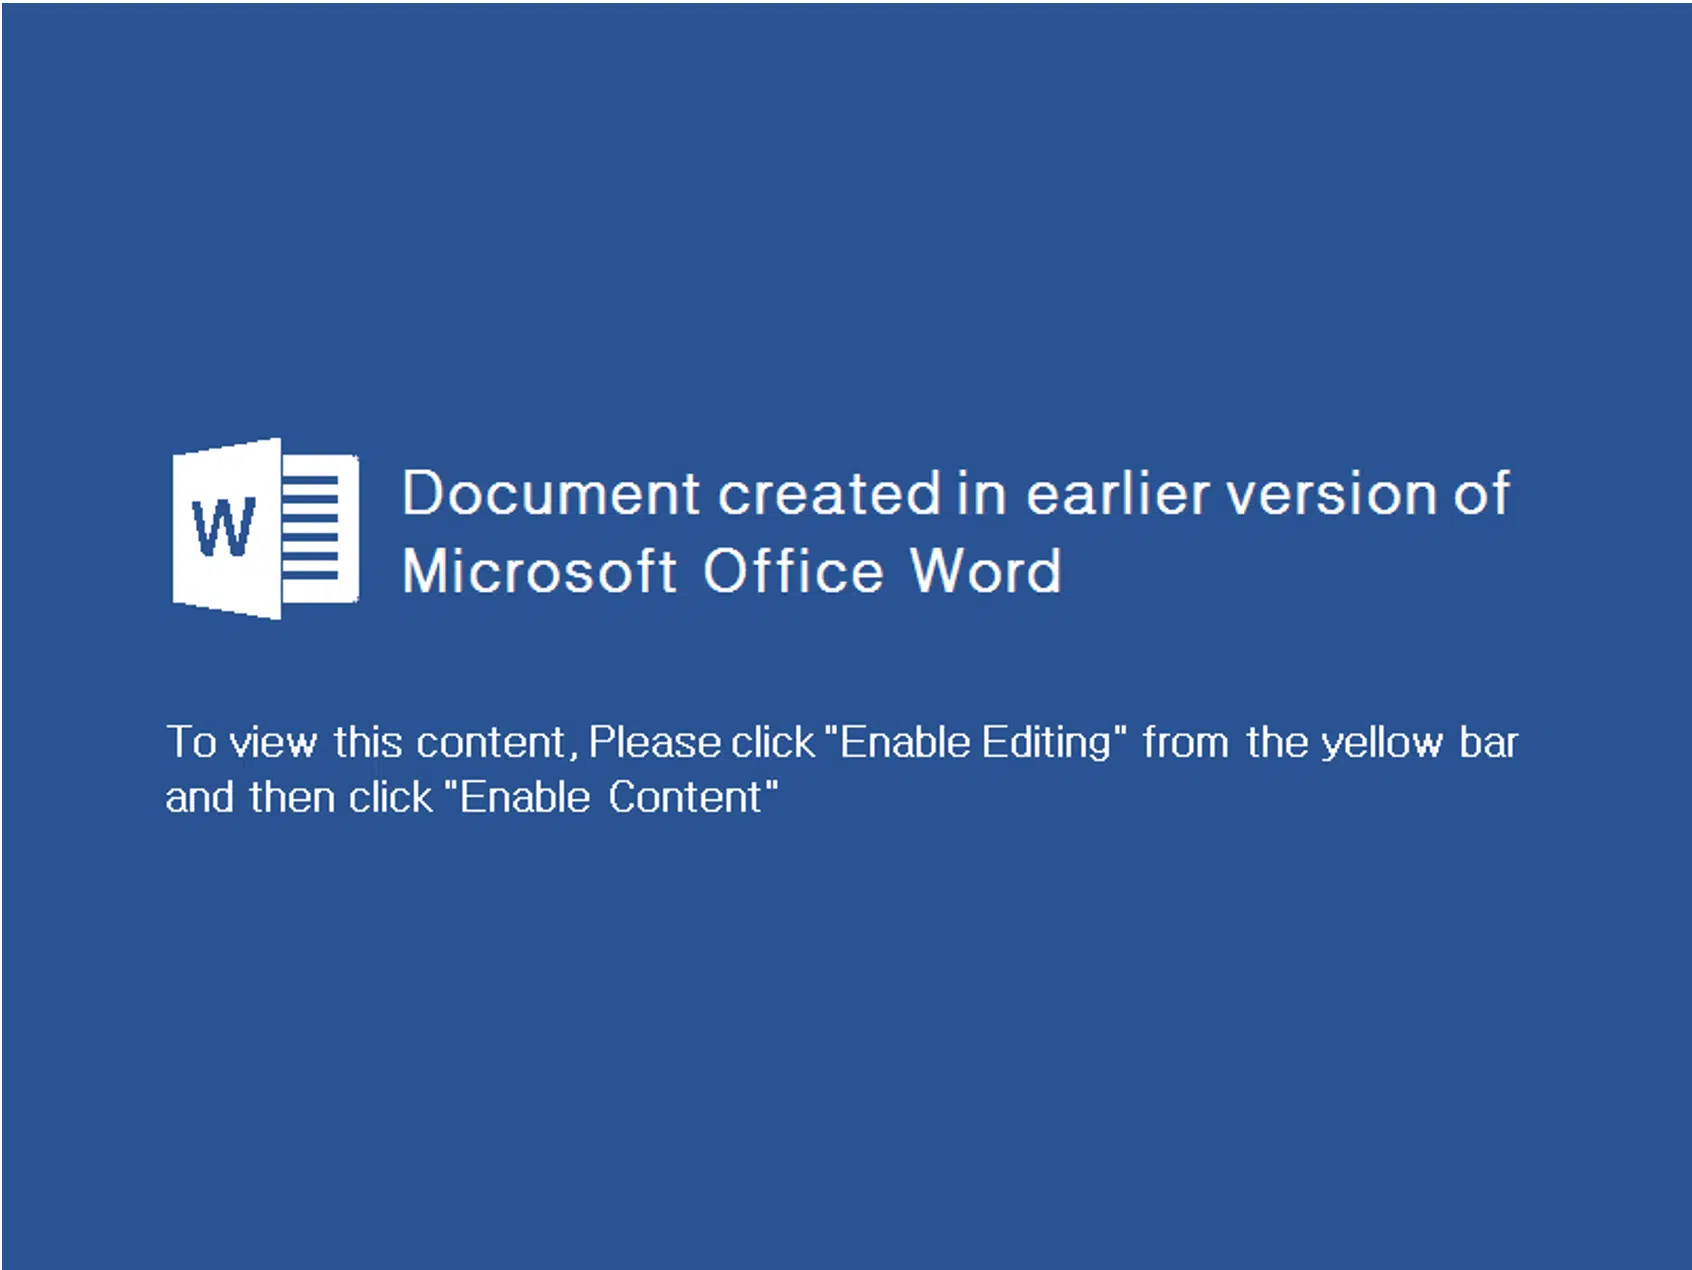 W
Document created in earlier version of
Microsoft Office Word
To view this content, Please click "Enable Editing" from the yellow bar
and then click "Enable Content"